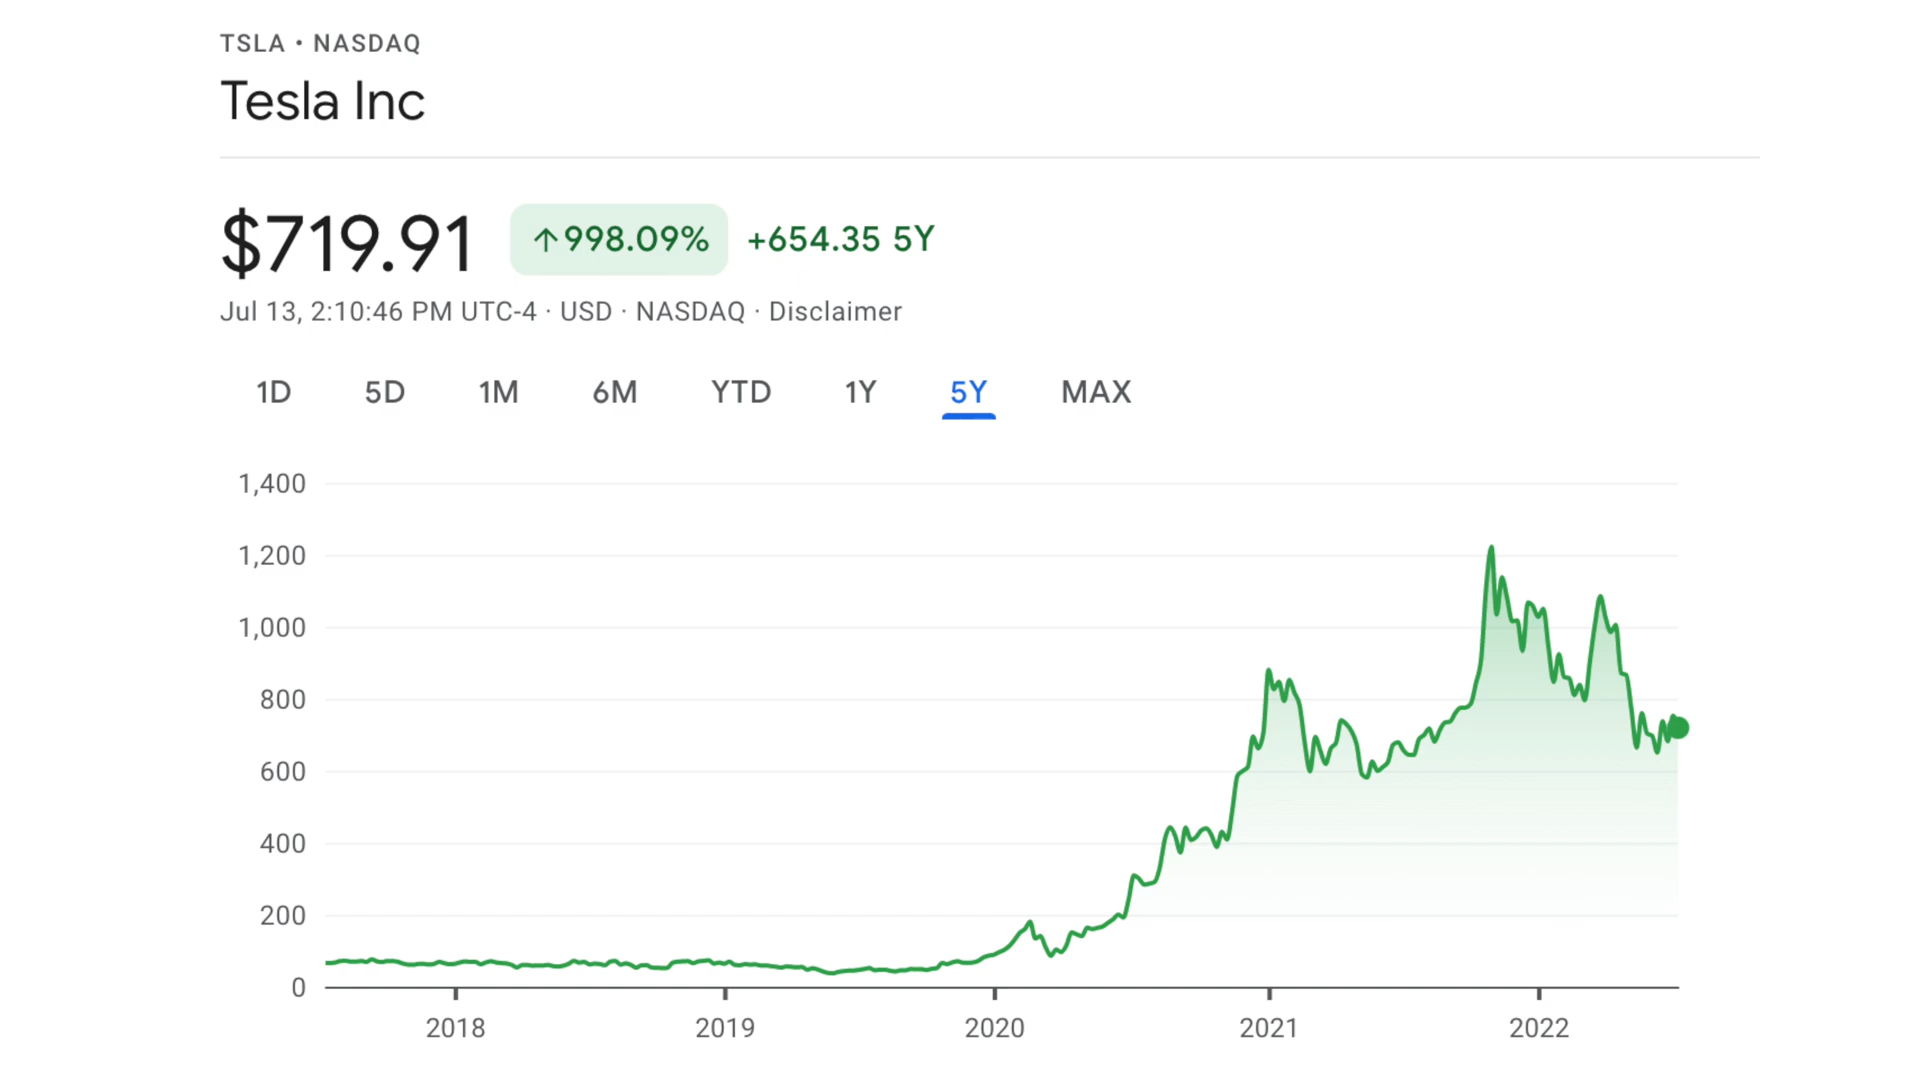 TSLA • NASDAQ
Tesla Inc
$719.91 ↑998.09% +654.35 5Y
Jul 13, 2:10:46 PM UTC-4 · USD · NASDAQ · Disclaimer
1D 5D 1M 6M YTD 1Y 5Y MAX
1,400
1,200
1,000
800
600
400
200
0
2018 2019 2020 2021 2022